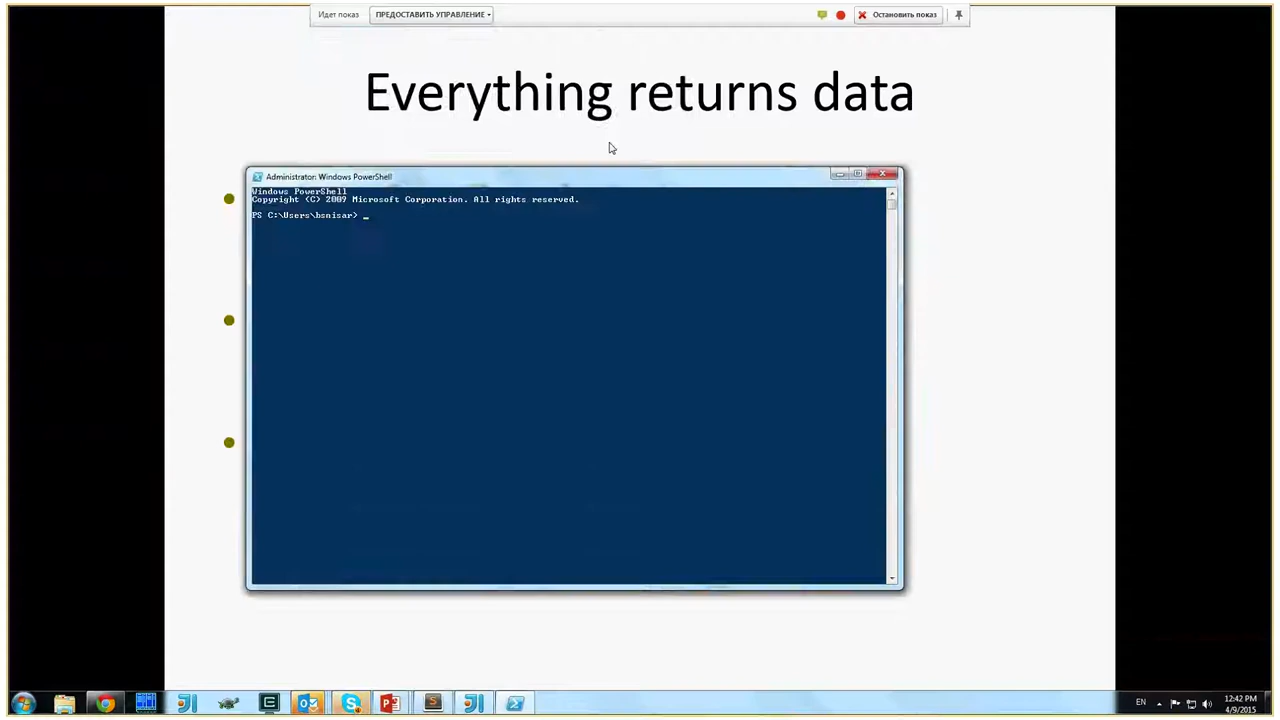 Идет показ
ПРЕДОСТАВИТЬ УПРАВЛЕНИЕ
Остановить показ
Everything returns data
Administrator: Windows PowerShell
Windows PowerShell
Copyright (C) 2009 Microsoft Corporation. All rights reserved.
PS C:\Users\bsnisar> _
EN
12:42 PM
4/9/2015